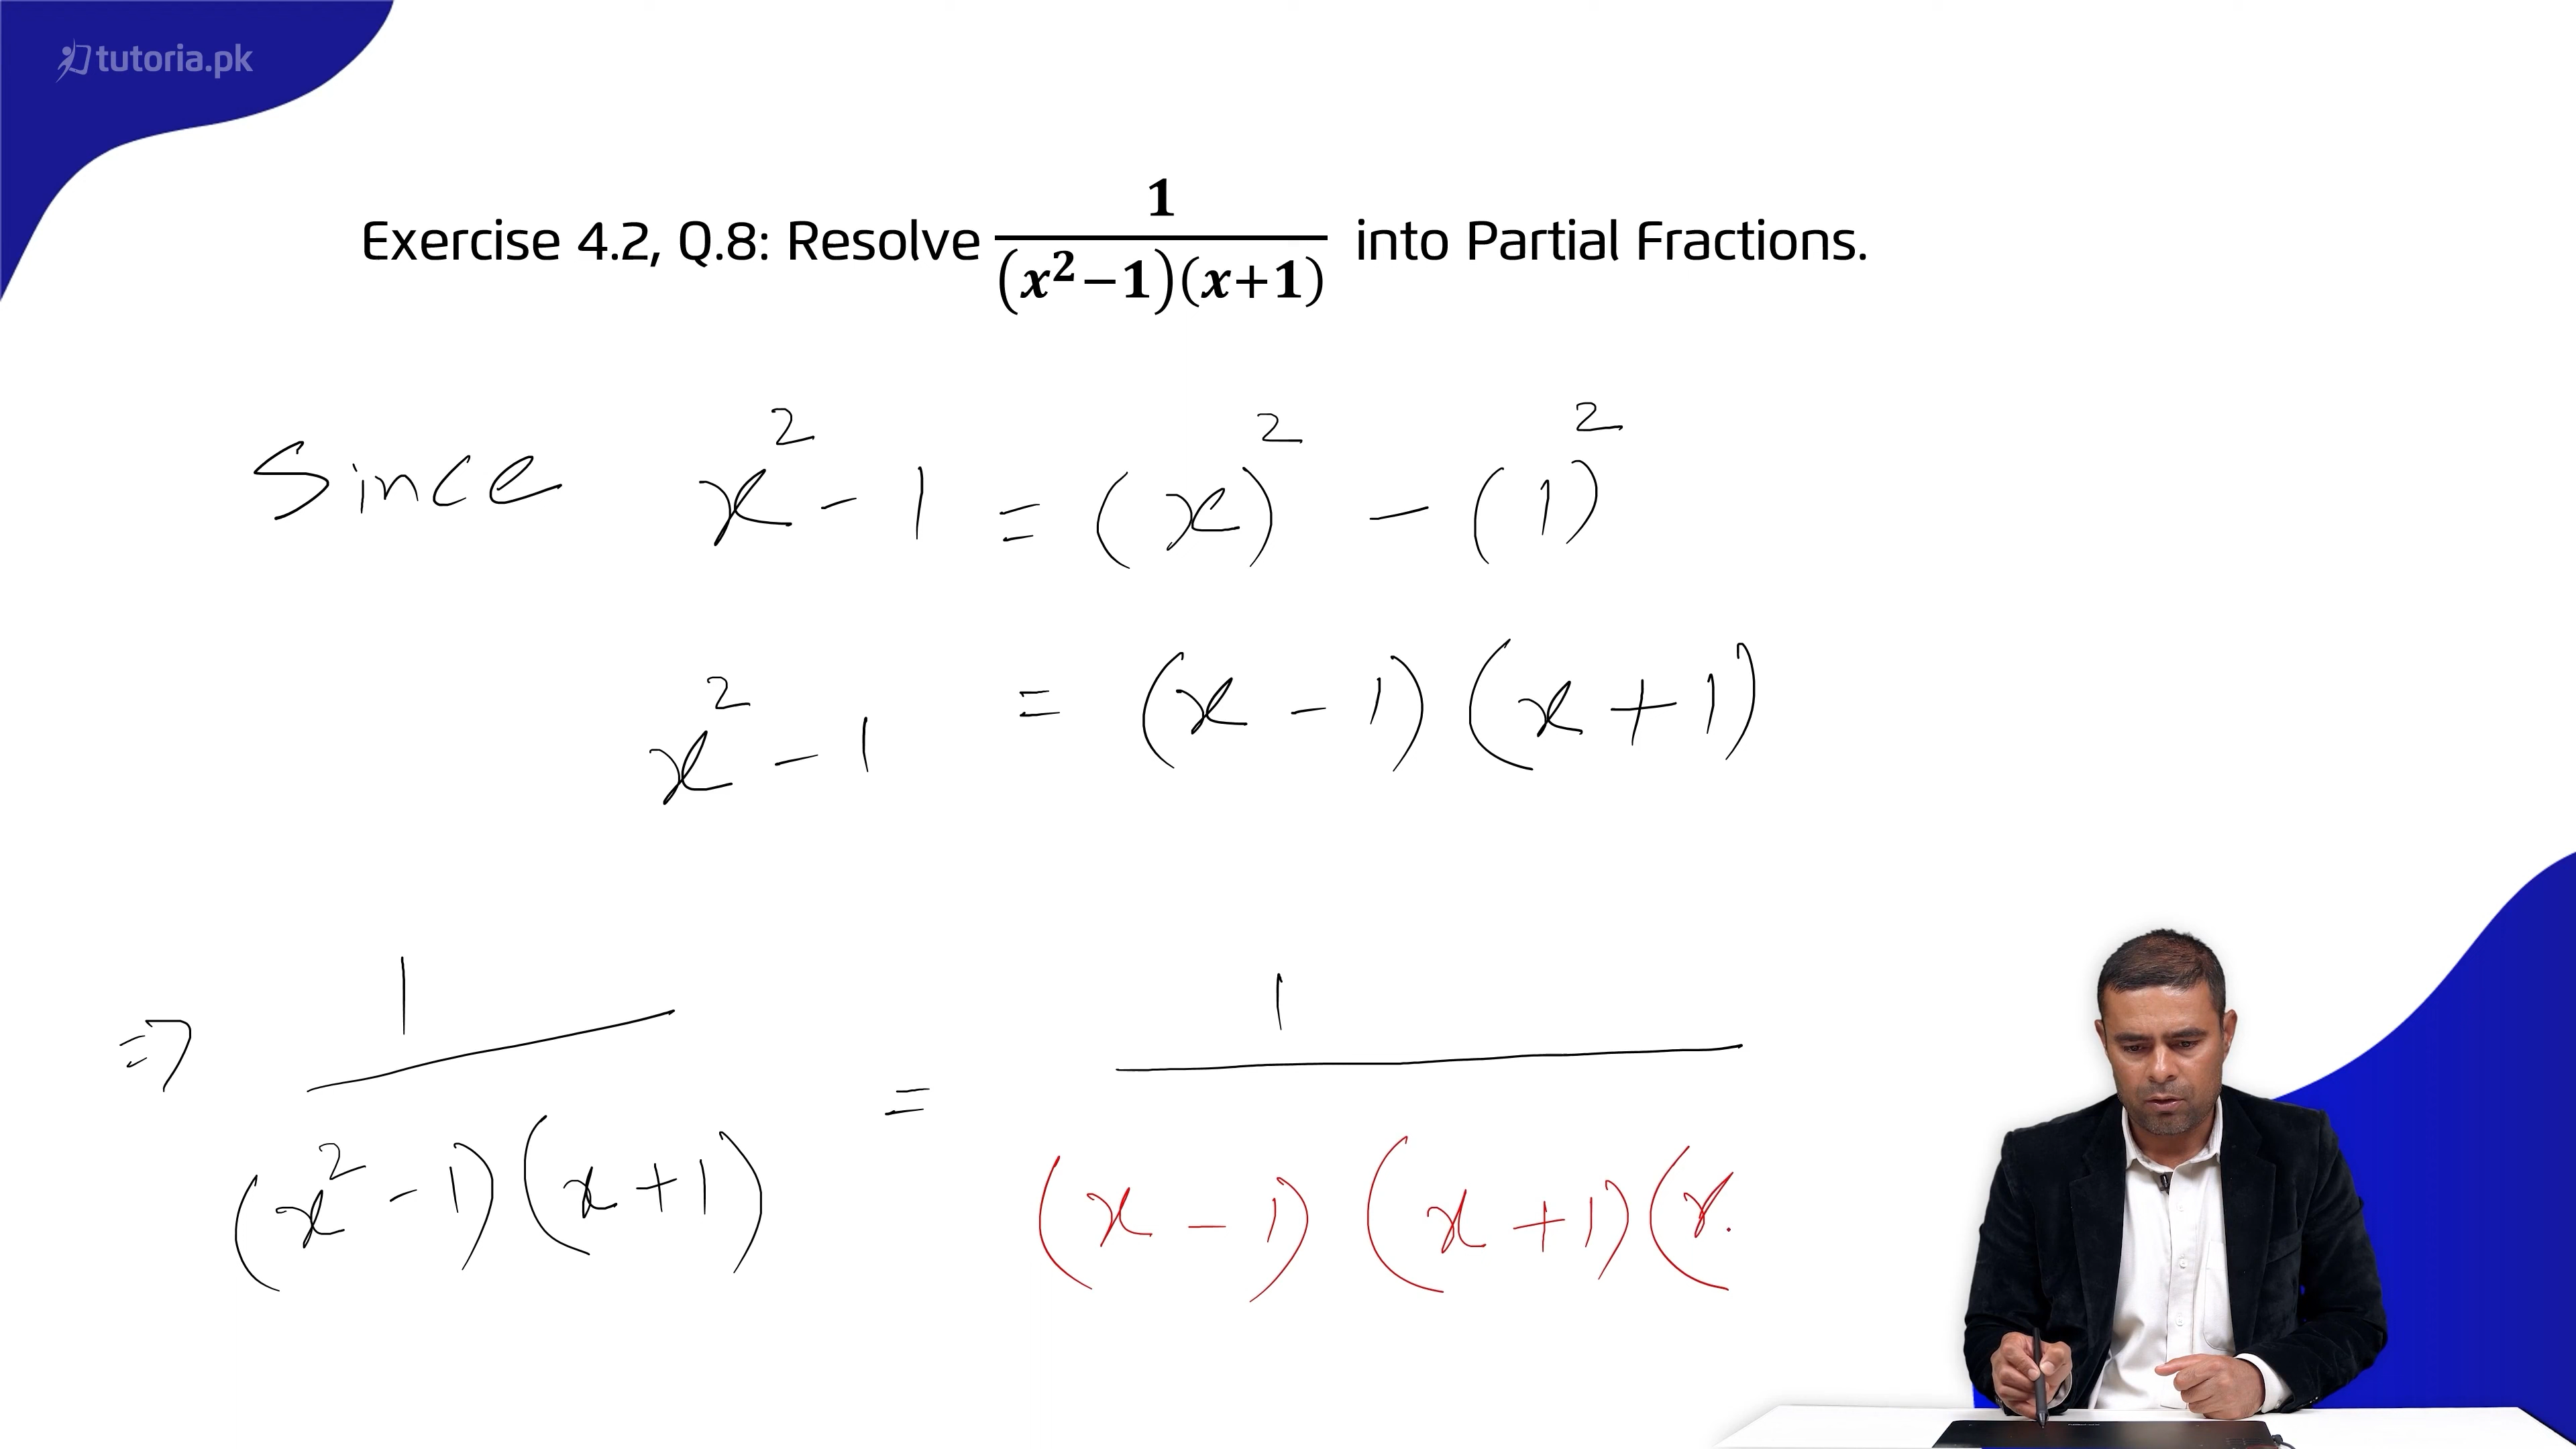 tutoria.pk
Exercise 4.2, Q.8: Resolve 1/((x²−1)(x+1)) into Partial Fractions.
Since x² - 1 = (x)² - (1)²
x² - 1 = (x - 1) (x + 1)
⇒ 1/((x² - 1)(x + 1)) = 1/((x - 1) (x + 1)(x